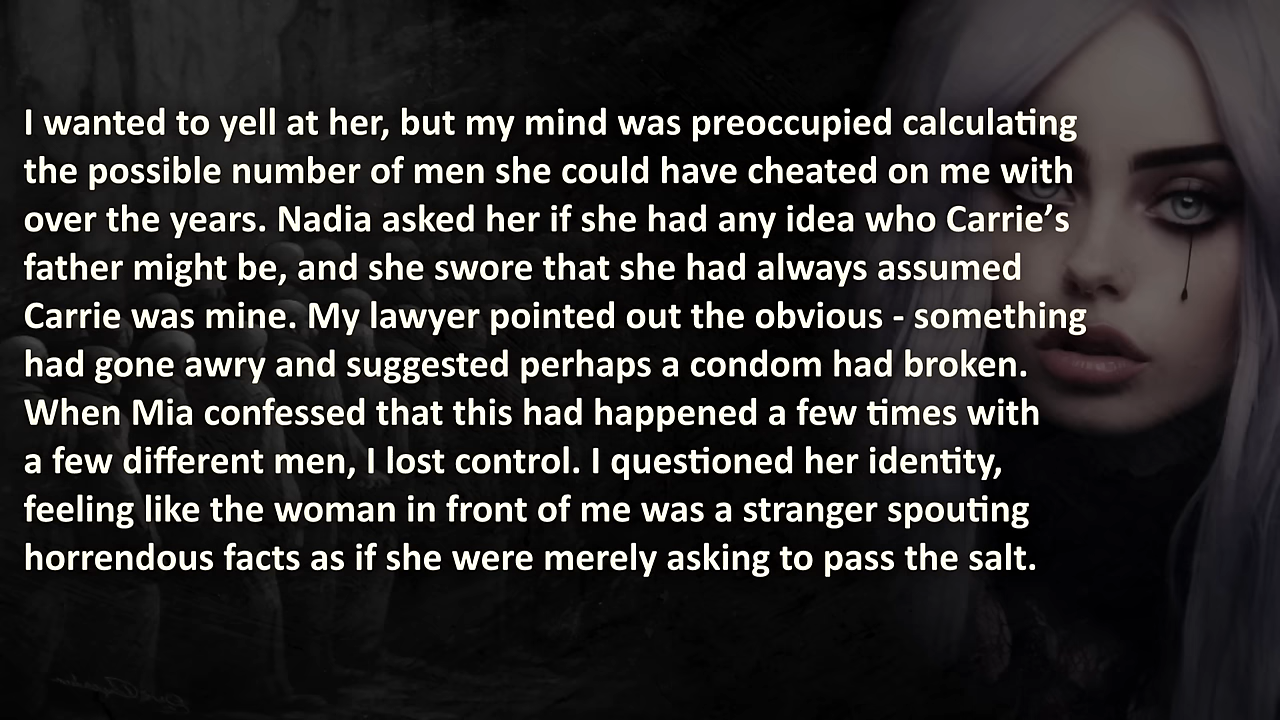 I wanted to yell at her, but my mind was preoccupied calculating
the possible number of men she could have cheated on me with
over the years. Nadia asked her if she had any idea who Carrie’s
father might be, and she swore that she had always assumed
Carrie was mine. My lawyer pointed out the obvious - something
had gone awry and suggested perhaps a condom had broken.
When Mia confessed that this had happened a few times with
a few different men, I lost control. I questioned her identity,
feeling like the woman in front of me was a stranger spouting
horrendous facts as if she were merely asking to pass the salt.